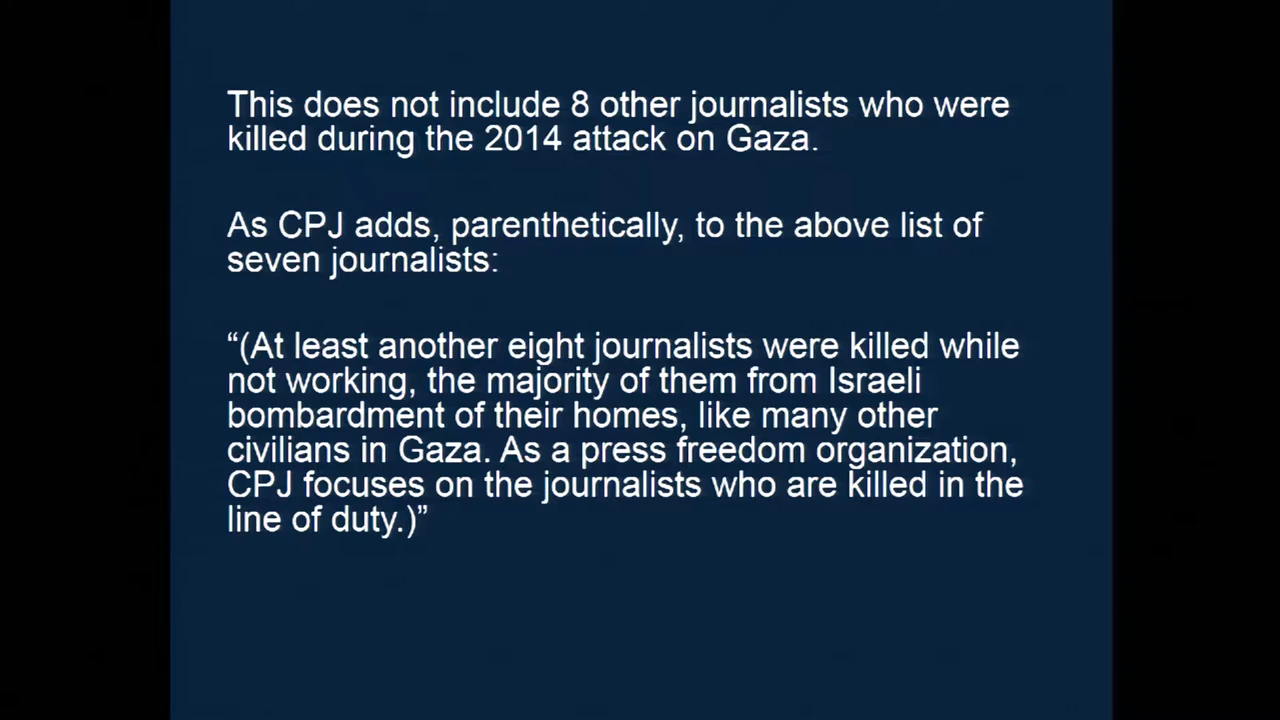 This does not include 8 other journalists who were
killed during the 2014 attack on Gaza.
As CPJ adds, parenthetically, to the above list of
seven journalists:
“(At least another eight journalists were killed while
not working, the majority of them from Israeli
bombardment of their homes, like many other
civilians in Gaza. As a press freedom organization,
CPJ focuses on the journalists who are killed in the
line of duty.)”